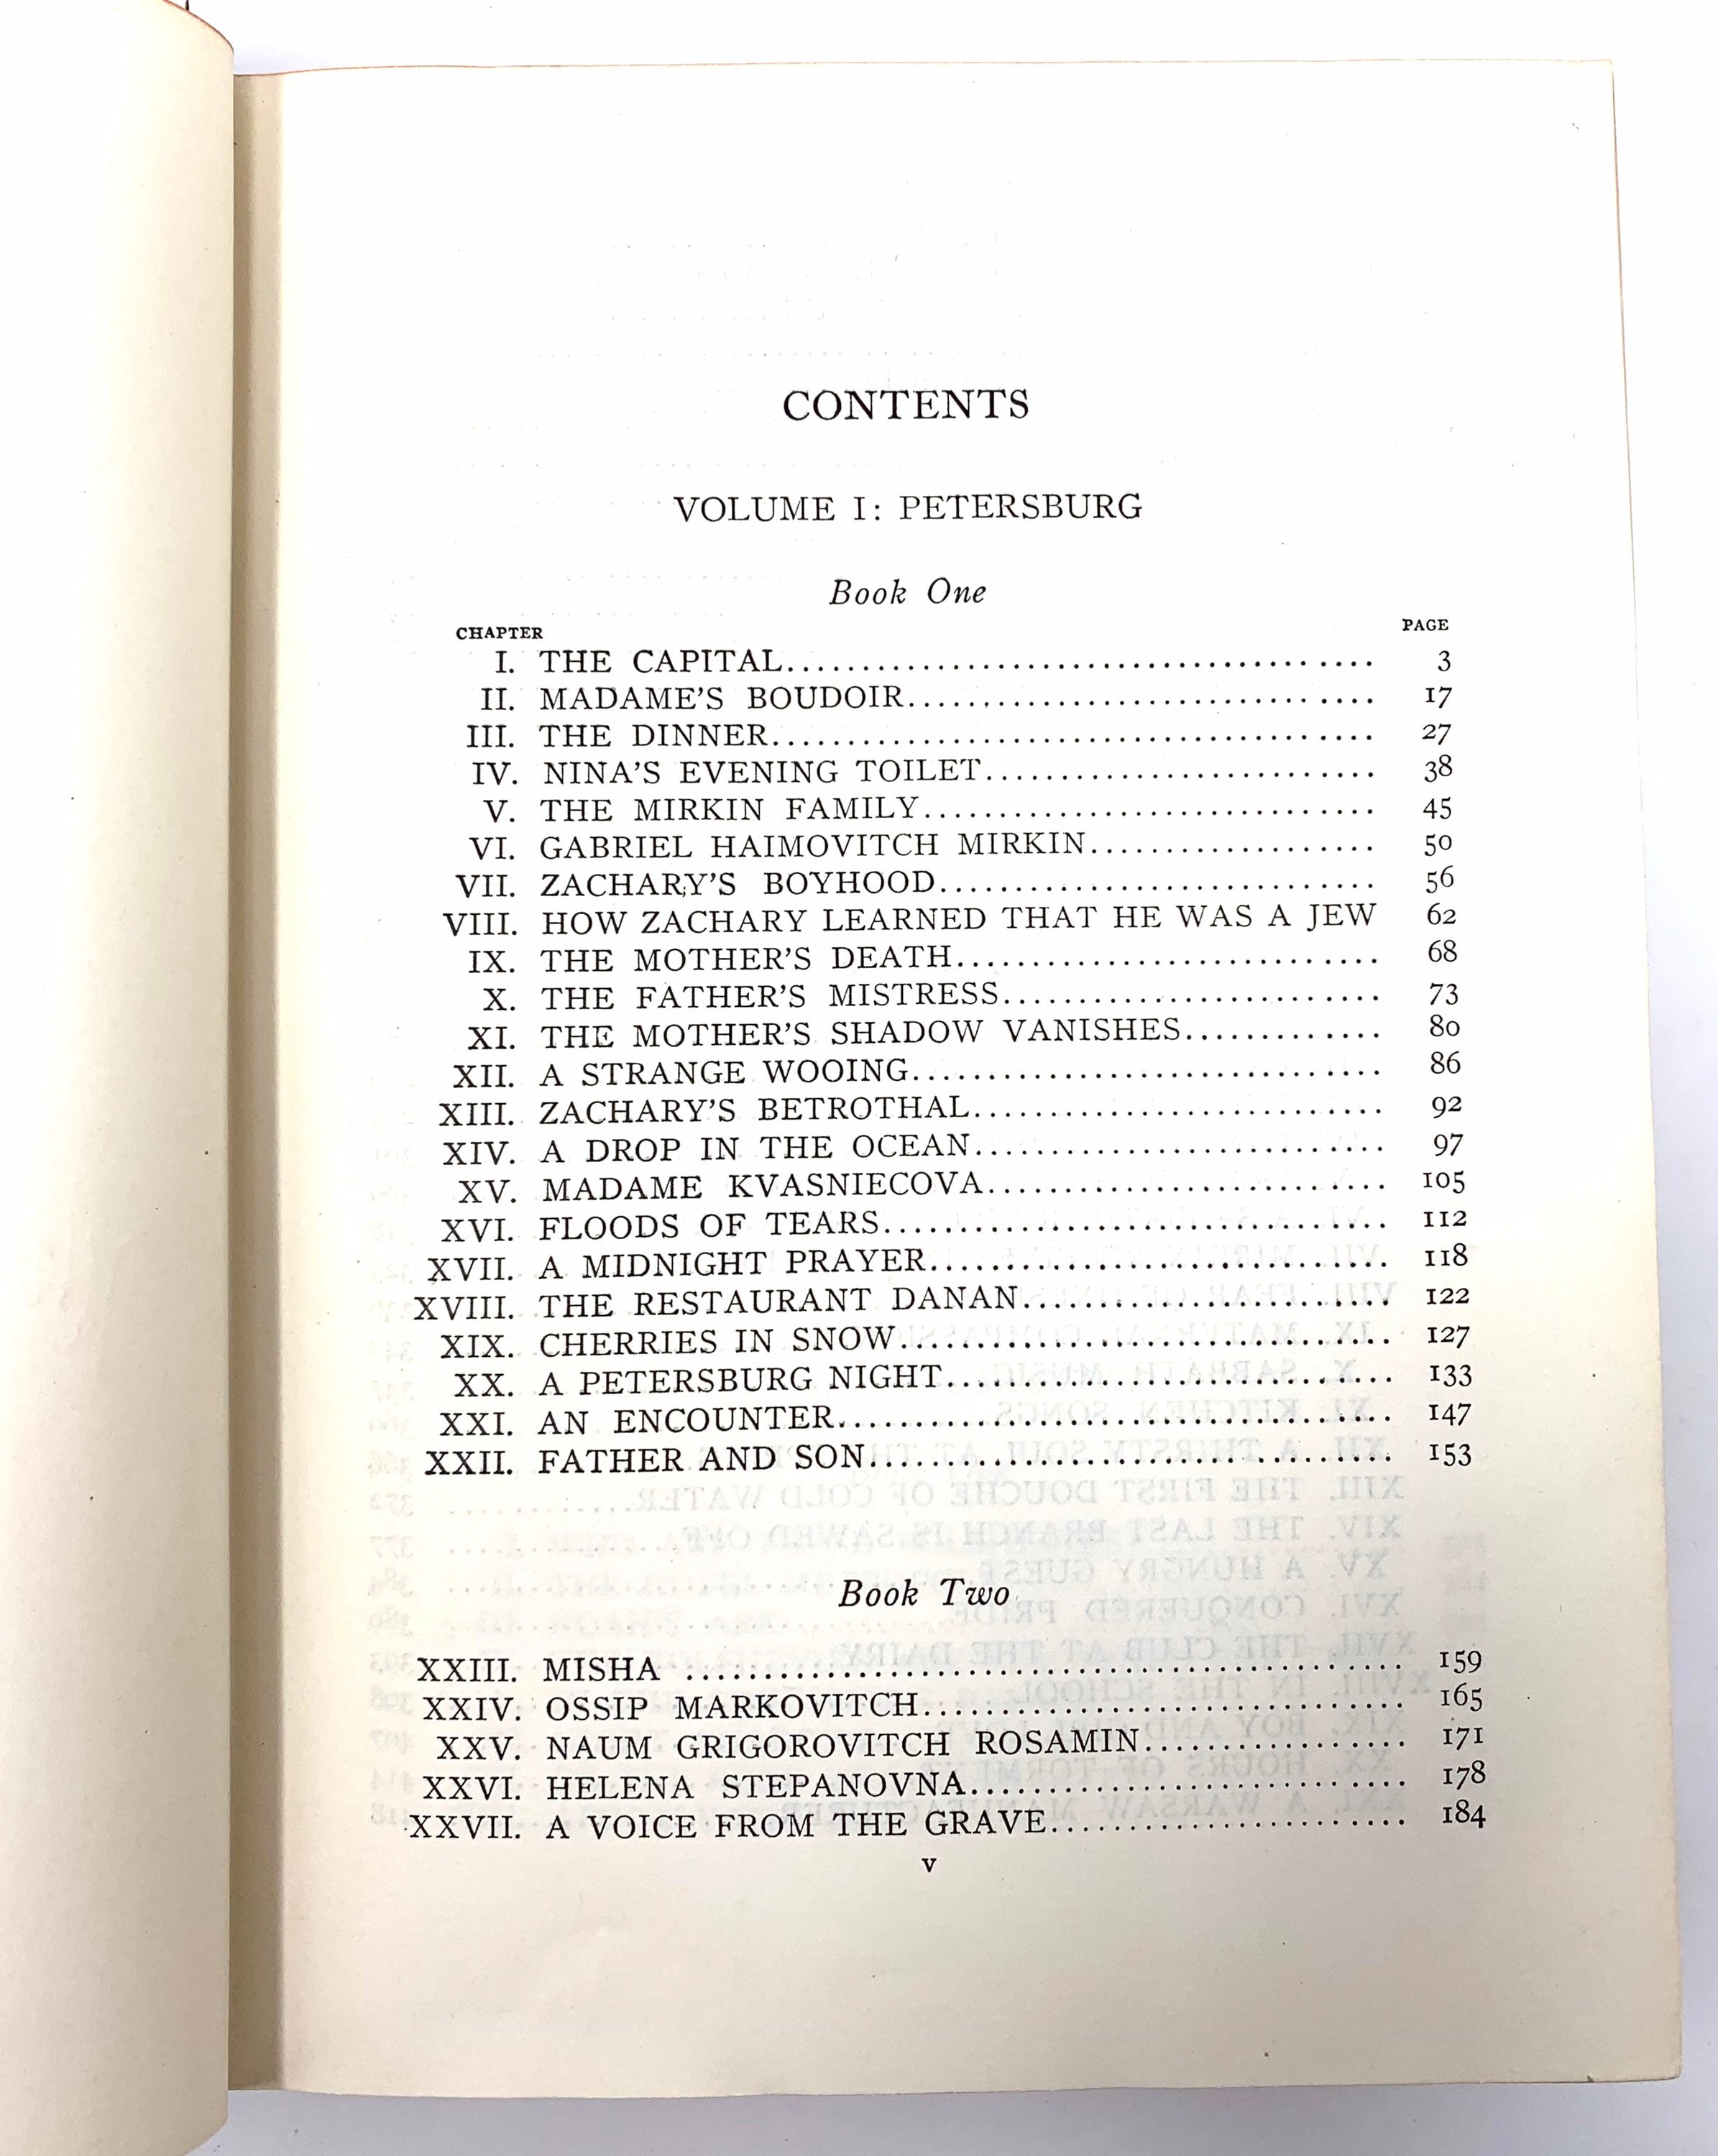 CONTENTS
VOLUME I: PETERSBURG
Book One
CHAPTER PAGE
I. THE CAPITAL........................................ 3
II. MADAME'S BOUDOIR............................... 17
III. THE DINNER........................................ 27
IV. NINA'S EVENING TOILET.......................... 38
V. THE MIRKIN FAMILY.............................. 45
VI. GABRIEL HAIMOVITCH MIRKIN................... 50
VII. ZACHARY'S BOYHOOD............................. 56
VIII. HOW ZACHARY LEARNED THAT HE WAS A JEW 62
IX. THE MOTHER'S DEATH............................ 68
X. THE FATHER'S MISTRESS......................... 73
XI. THE MOTHER'S SHADOW VANISHES............. 80
XII. A STRANGE WOOING............................... 86
XIII. ZACHARY'S BETROTHAL........................... 92
XIV. A DROP IN THE OCEAN........................... 97
XV. MADAME KVASNIECOVA........................... 105
XVI. FLOODS OF TEARS................................. 112
XVII. A MIDNIGHT PRAYER.............................. 118
XVIII. THE RESTAURANT DANAN......................... 122
XIX. CHERRIES IN SNOW................................. 127
XX. A PETERSBURG NIGHT.............................. 133
XXI. AN ENCOUNTER..................................... 147
XXII. FATHER AND SON................................... 153
Book Two
XXIII. MISHA ............................................... 159
XXIV. OSSIP MARKOVITCH................................ 165
XXV. NAUM GRIGOROVITCH ROSAMIN.................. 171
XXVI. HELENA STEPANOVNA............................. 178
XXVII. A VOICE FROM THE GRAVE........................ 184
v